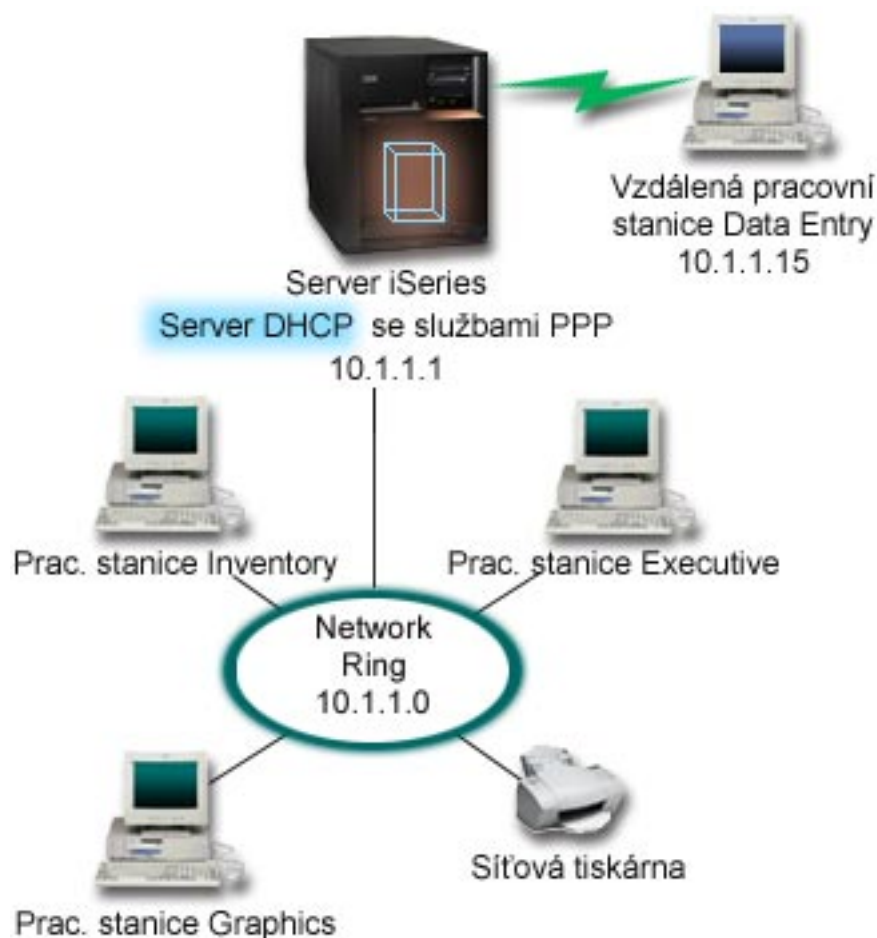 Vzdálená pracovní
stanice Data Entry
10.1.1.15
Server iSeries
Server DHCP se službami PPP
10.1.1.1
Prac. stanice Inventory
Prac. stanice Executive
Network
Ring
10.1.1.0
Síťová tiskárna
Prac. stanice Graphics